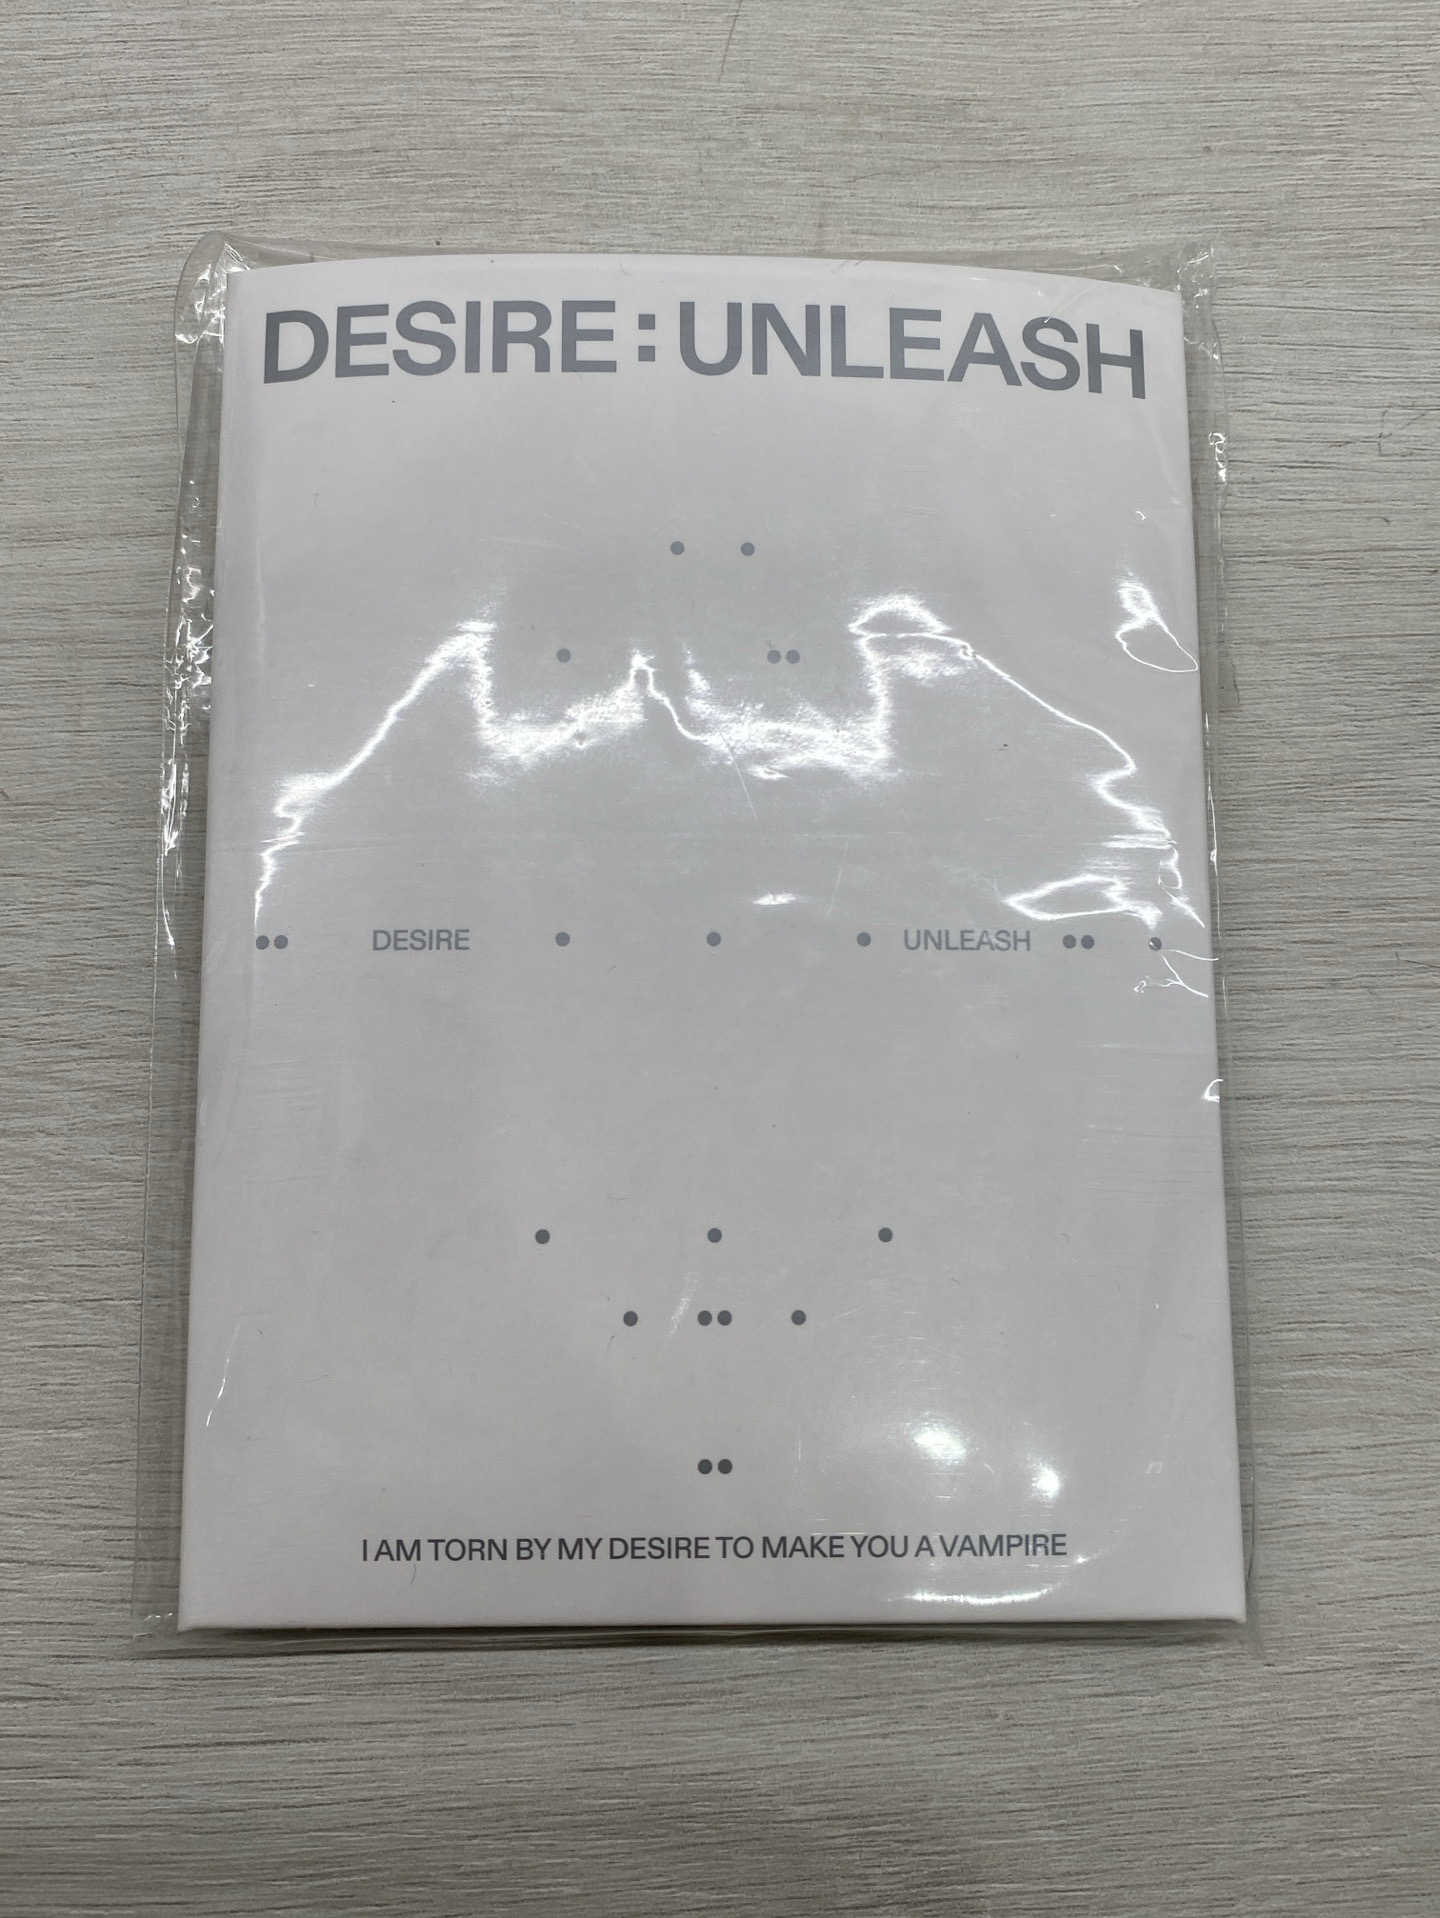 DESIRE : UNLEASH
DESIRE UNLEASH
I AM TORN BY MY DESIRE TO MAKE YOU A VAMPIRE